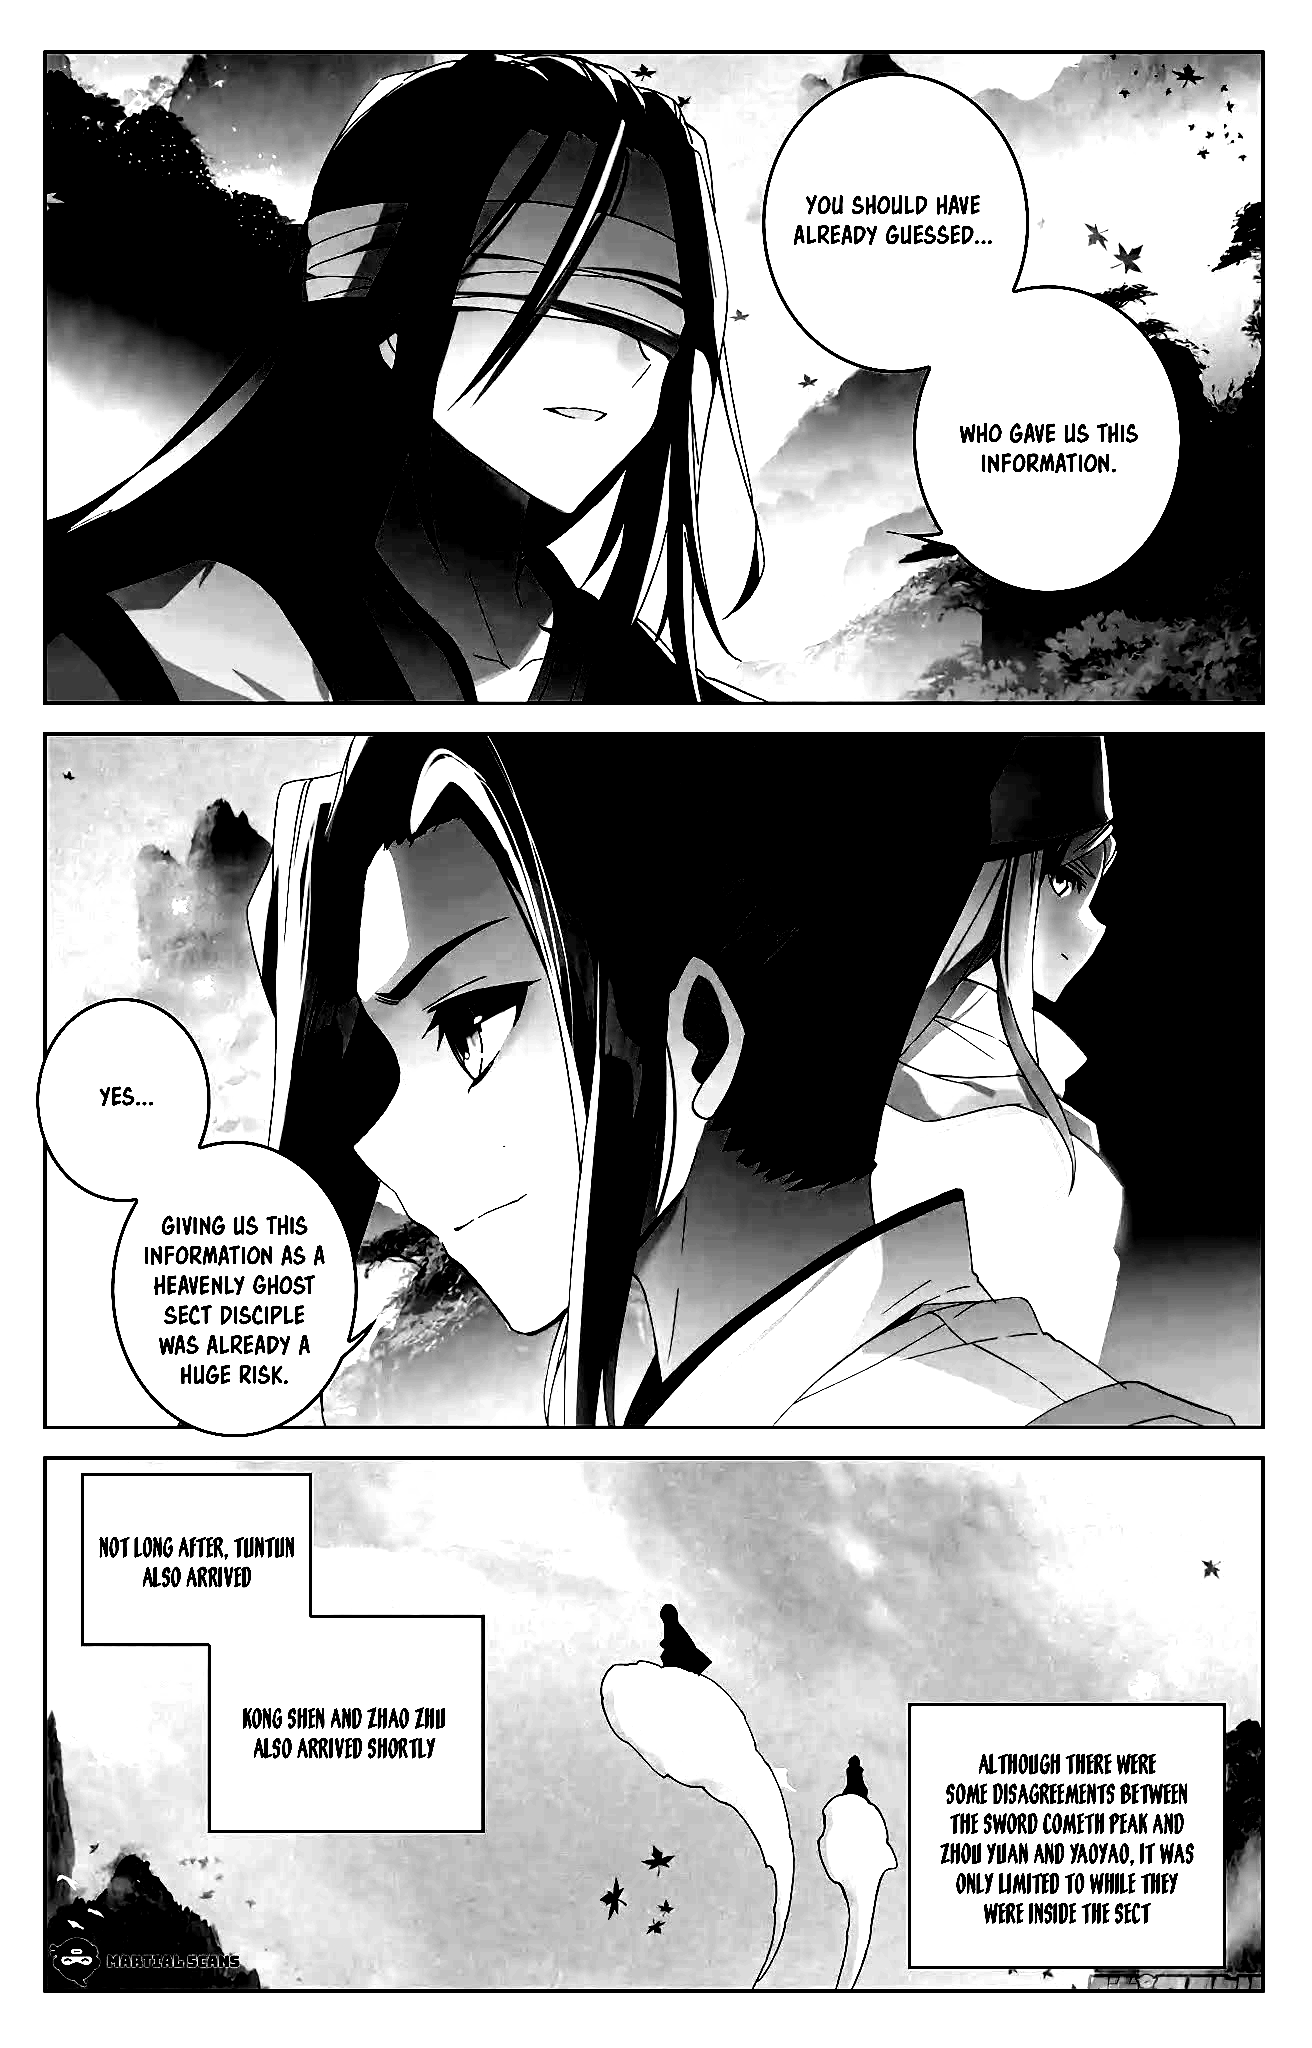 YOU SHOULD HAVE
ALREADY GUESSED...
WHO GAVE US THIS
INFORMATION.
YES...
GIVING US THIS
INFORMATION AS A
HEAVENLY GHOST
SECT DISCIPLE
WAS ALREADY A
HUGE RISK.
NOT LONG AFTER, TUNTUN
ALSO ARRIVED
KONG SHEN AND ZHAO ZHU
ALSO ARRIVED SHORTLY
ALTHOUGH THERE WERE
SOME DISAGREEMENTS BETWEEN
THE SWORD COMETH PEAK AND
ZHOU YUAN AND YAOYAO, IT WAS
ONLY LIMITED TO WHILE THEY
WERE INSIDE THE SECT
MARTIAL SCANS